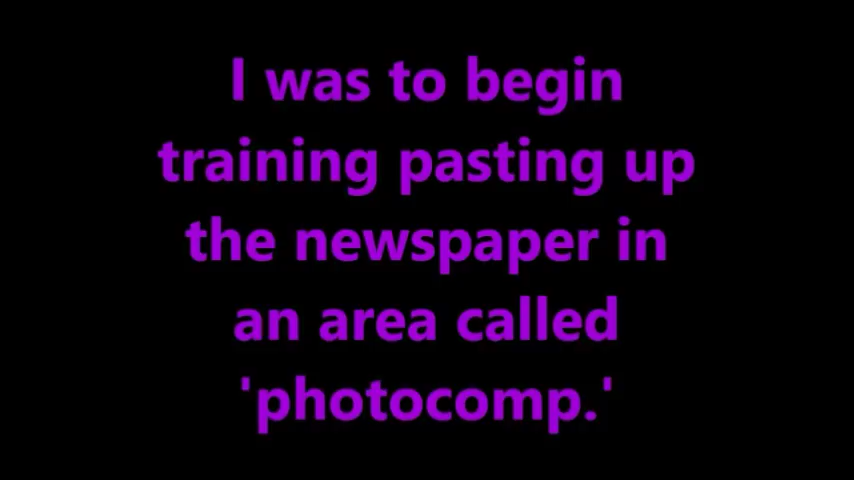 I was to begin
training pasting up
the newspaper in
an area called
'photocomp.'